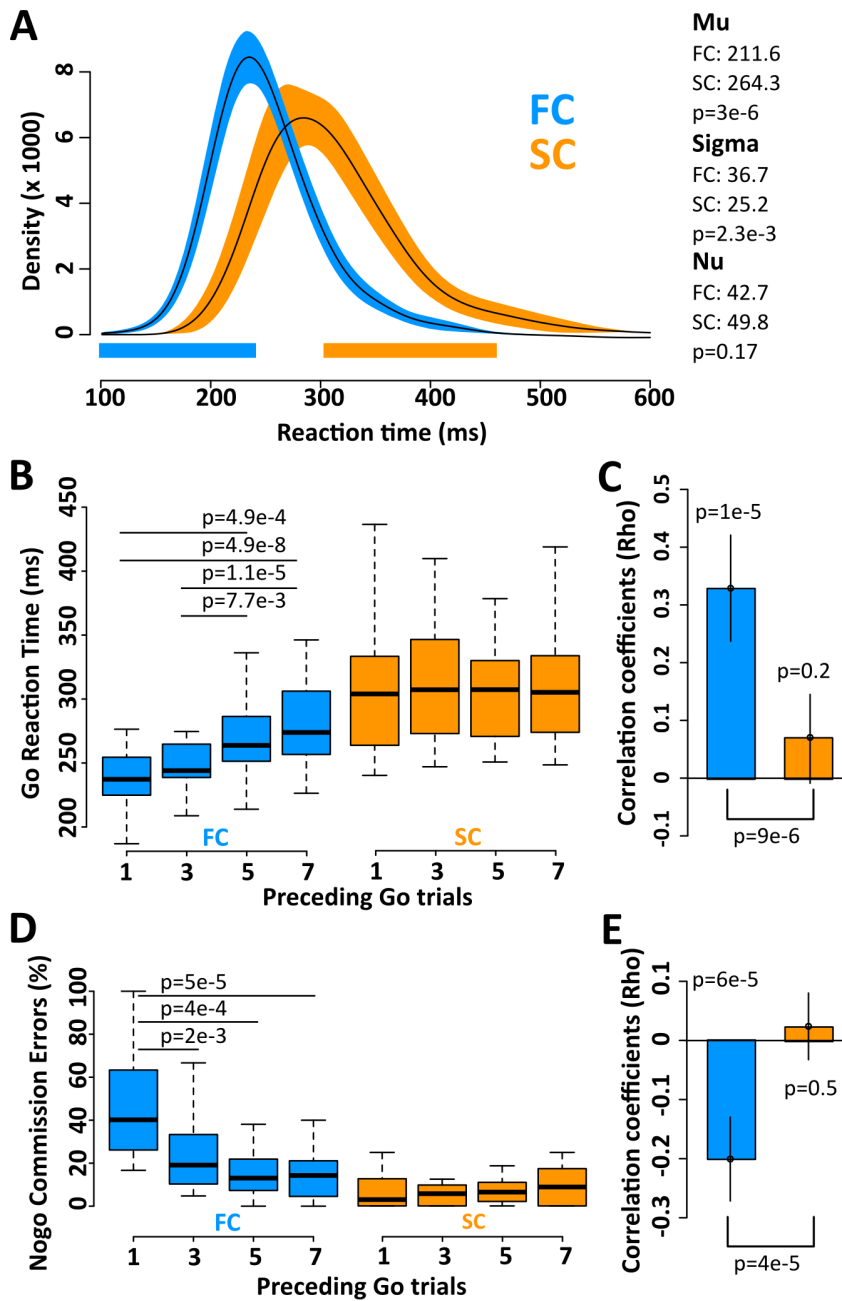 A
Density (x 1000)
8
6
4
2
0
FC
SC
100 200 300 400 500 600
Reaction time (ms)
Mu
FC: 211.6
SC: 264.3
p=3e-6
Sigma
FC: 36.7
SC: 25.2
p=2.3e-3
Nu
FC: 42.7
SC: 49.8
p=0.17
B
Go Reaction Time (ms)
450
400
350
300
250
200
p=4.9e-4
p=4.9e-8
p=1.1e-5
p=7.7e-3
FC SC
1 3 5 7 1 3 5 7
Preceding Go trials
C
Correlation coefficients (Rho)
0.5
0.4
0.3
0.2
0.1
0
-0.1
p=1e-5
p=0.2
p=9e-6
D
Nogo Commission Errors (%)
100
80
60
40
20
0
p=5e-5
p=4e-4
p=2e-3
FC SC
1 3 5 7 1 3 5 7
Preceding Go trials
E
Correlation coefficients (Rho)
0.1
0
-0.1
-0.2
-0.3
p=6e-5
p=0.5
p=4e-5